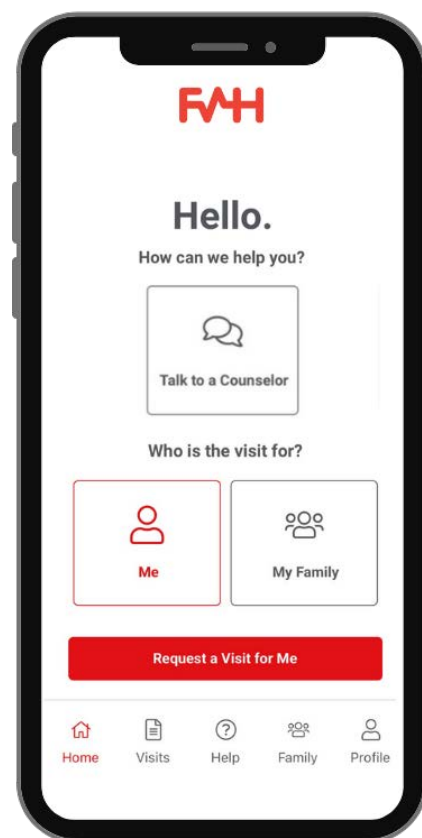 FAH
Hello.
How can we help you?
Talk to a Counselor
Who is the visit for?
Me My Family
Request a Visit for Me
Home Visits Help Family Profile